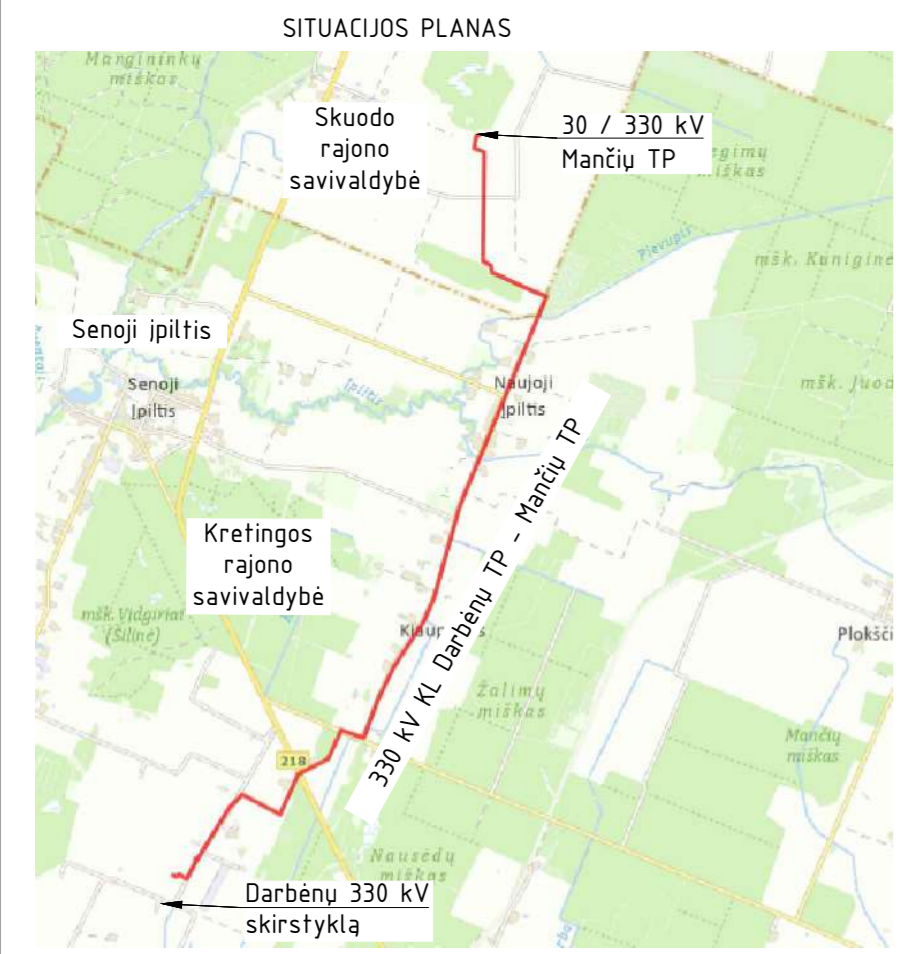 SITUACIJOS PLANAS
Margininkų
miškas
Skuodo
rajono
savivaldybė
30 / 330 kV
Mančių TP
miškas
Pievupis
mšk. Kuniginė
Senoji įpiltis
Senoji
Įpiltis
Įpiltis
Naujoji
Įpiltis
mšk. Juod
330 kV KL Darbėnų TP - Mančių TP
Kretingos
rajono
savivaldybė
mšk. Vidgiriai
(Šilinė)
Plokšči
Žalimų
miškas
Mančių
miškas
218
Nausėdų
miškas
Darbėnų 330 kV
skirstyklą